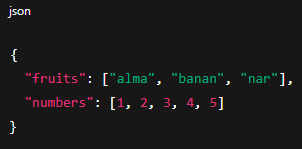 json
{
"fruits": ["alma", "banan", "nar"],
"numbers": [1, 2, 3, 4, 5]
}